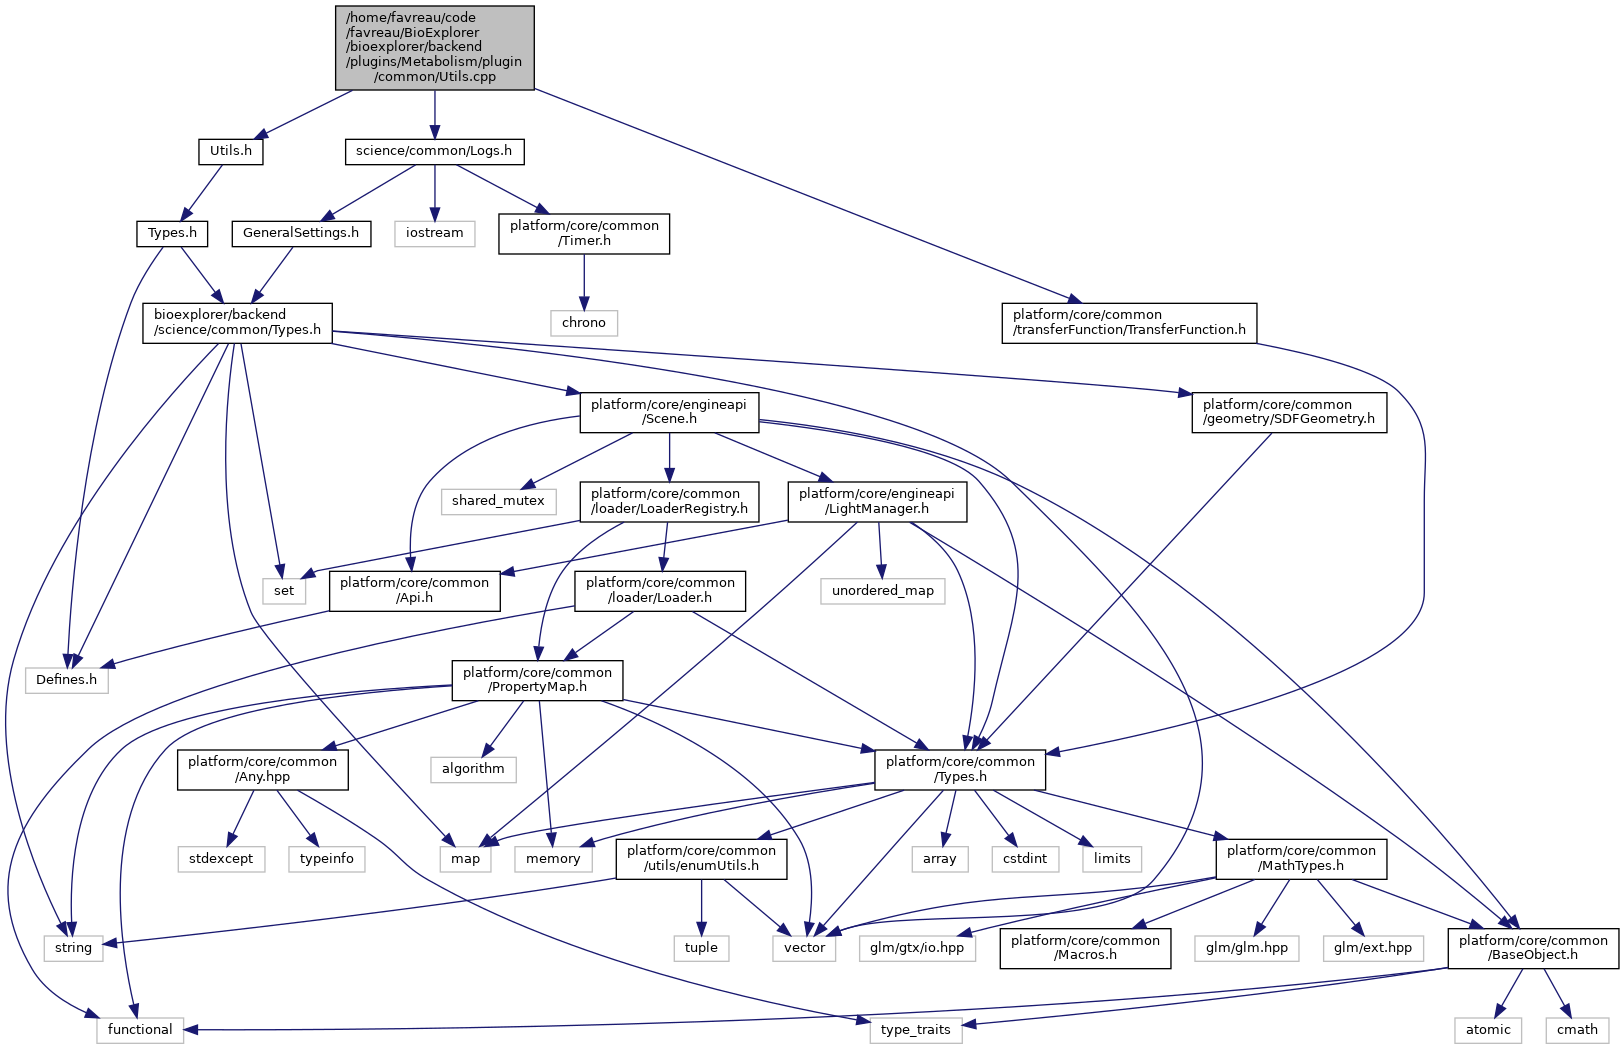 /home/favreau/code
/favreau/BioExplorer
/bioexplorer/backend
/plugins/Metabolism/plugin
/common/Utils.cpp
Utils.h
science/common/Logs.h
Types.h
GeneralSettings.h
iostream
platform/core/common
/Timer.h
bioexplorer/backend
/science/common/Types.h
chrono
platform/core/common
/transferFunction/TransferFunction.h
platform/core/engineapi
/Scene.h
platform/core/common
/geometry/SDFGeometry.h
shared_mutex
platform/core/common
/loader/LoaderRegistry.h
platform/core/engineapi
/LightManager.h
set
platform/core/common
/Api.h
platform/core/common
/loader/Loader.h
unordered_map
Defines.h
platform/core/common
/PropertyMap.h
platform/core/common
/Any.hpp
algorithm
platform/core/common
/Types.h
stdexcept
typeinfo
map
memory
platform/core/common
/utils/enumUtils.h
array
cstdint
limits
platform/core/common
/MathTypes.h
string
tuple
vector
glm/gtx/io.hpp
platform/core/common
/Macros.h
glm/glm.hpp
glm/ext.hpp
platform/core/common
/BaseObject.h
functional
type_traits
atomic
cmath